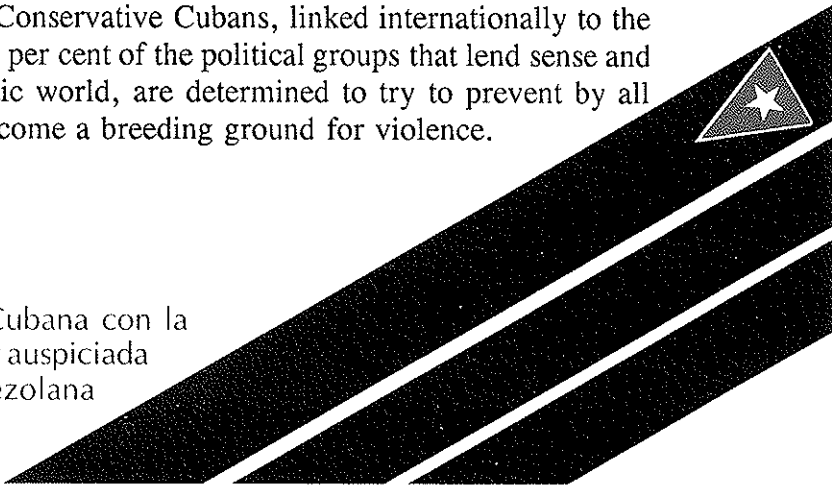 Conservative Cubans, linked internationally to the
per cent of the political groups that lend sense and
ic world, are determined to try to prevent by all
come a breeding ground for violence.
Cubana con la
auspiciada
ezolana